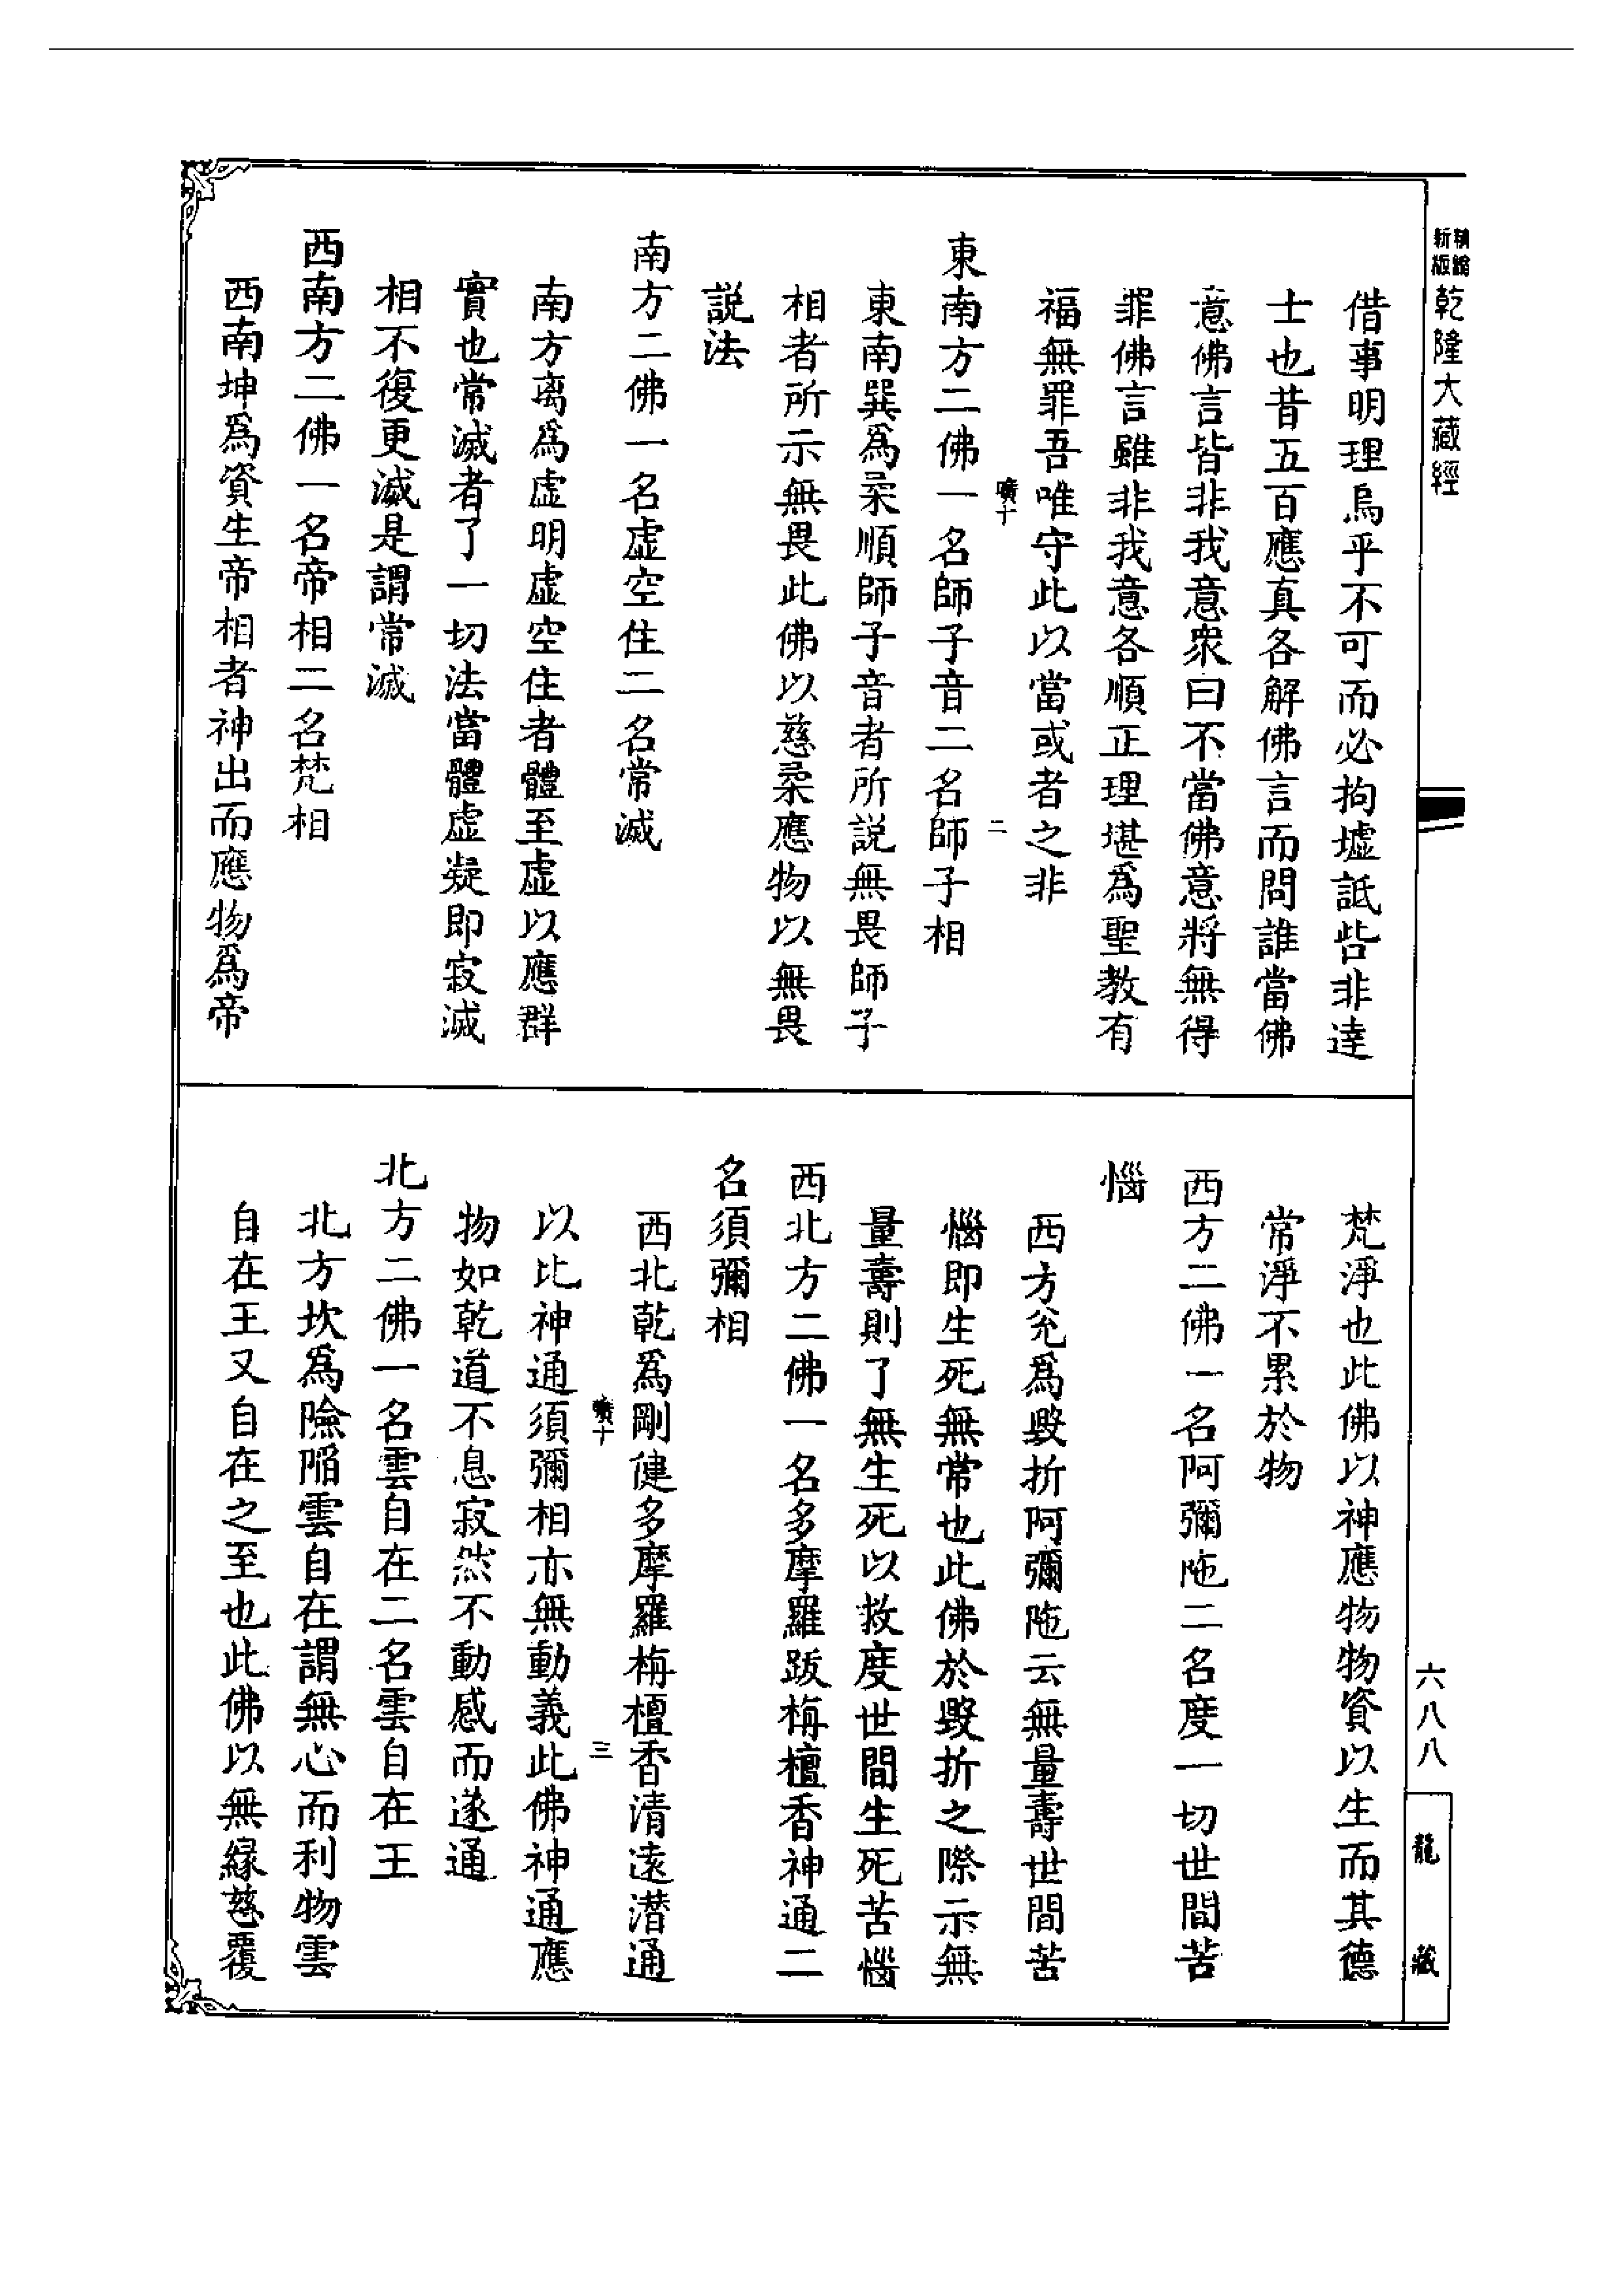 新版
精縮
乾隆大藏經
借事明理烏乎不可而必拘墟詆呰非達
士也昔五百應真各解佛言而問誰當佛
意佛言皆非我意衆曰不當佛意將無得
罪佛言雖非我意各順正理堪爲聖教有
福無罪吾唯守此以當或者之非
曠十
二
東南方二佛一名師子音二名師子相
東南巽爲柔順師子音者所説無畏師子
相者所示無畏此佛以慈柔應物以無畏
説法
南方二佛一名虛空住二名常滅
南方离爲虛明虛空住者體至虛以應群
實也常滅者了一切法當體虛凝即寂滅
相不復更滅是謂常滅
西南方二佛一名帝相二名梵相
西南坤爲資生帝相者神出而應物爲帝
梵淨也此佛以神應物物資以生而其德
常淨不累於物
西方二佛一名阿彌陁二名度一切世間苦
惱
西方兊爲毀折阿彌陁云無量壽世間苦
惱即生死無常也此佛於毀折之際示無
量壽則了無生死以救度世間生死苦惱
西北方二佛一名多摩羅跋栴檀香神通二
名須彌相
西北乾爲剛健多摩羅栴檀香清遠潛通
曠十
三
以比神通須彌相亦無動義此佛神通應
物如乾道不息寂然不動感而遂通
北方二佛一名雲自在二名雲自在王
北方坎爲險陷雲自在謂無心而利物雲
自在王又自在之至也此佛以無緣慈覆
六八八
龍藏